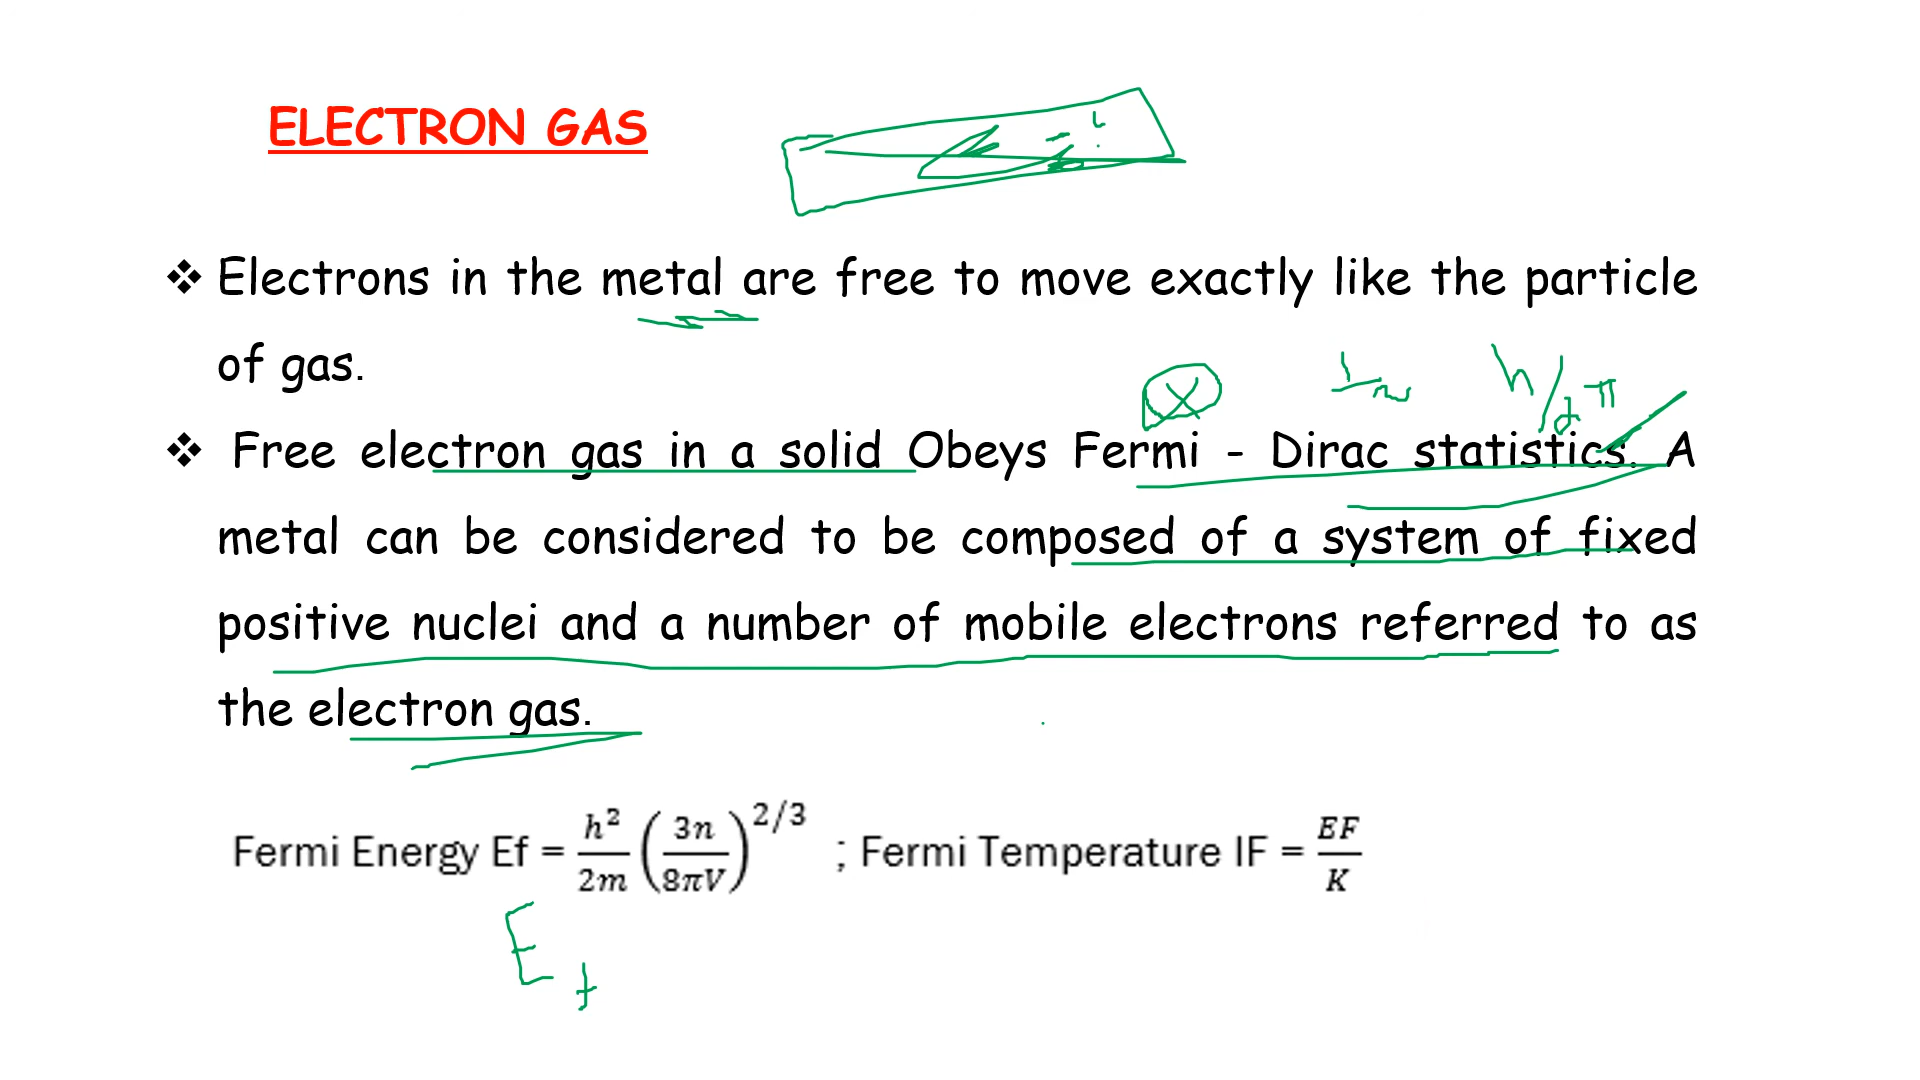 ELECTRON GAS
❖ Electrons in the metal are free to move exactly like the particle
of gas.
h/2π
❖ Free electron gas in a solid Obeys Fermi - Dirac statistics. A
metal can be considered to be composed of a system of fixed
positive nuclei and a number of mobile electrons referred to as
the electron gas.
Fermi Energy Ef = h²/2m (3n/8πV)^2/3 ; Fermi Temperature IF = EF/K
E f